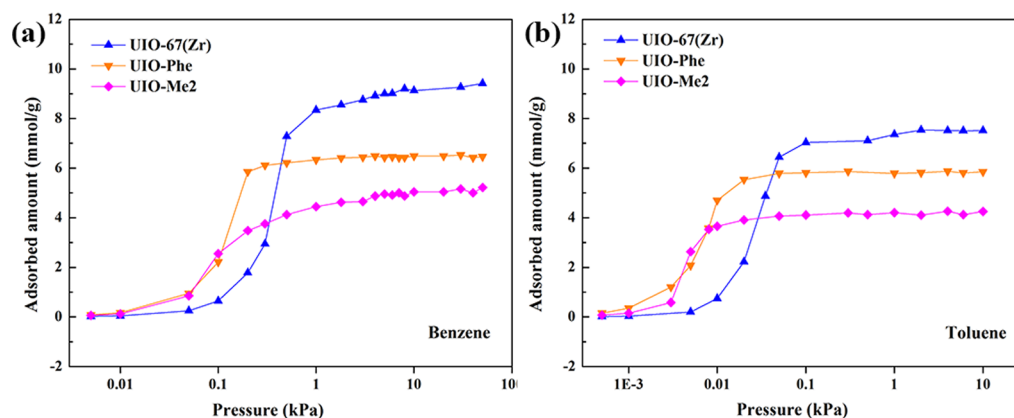 (a)
UIO-67(Zr)
UIO-Phe
UIO-Me2
Adsorbed amount (mmol/g)
12
10
8
6
4
2
0
-2
Benzene
0.01 0.1 1 10 100
Pressure (kPa)
(b)
UIO-67(Zr)
UIO-Phe
UIO-Me2
Adsorbed amount (mmol/g)
12
10
8
6
4
2
0
-2
Toluene
1E-3 0.01 0.1 1 10
Pressure (kPa)